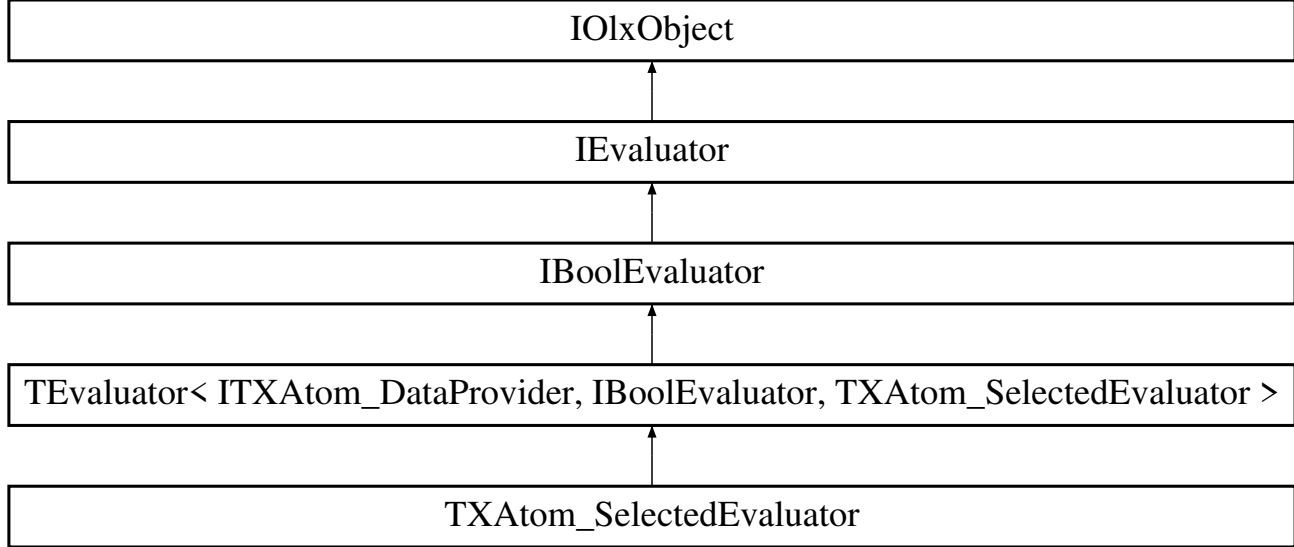 IOlxObject
IEvaluator
IBoolEvaluator
TEvaluator< ITXAtom_DataProvider, IBoolEvaluator, TXAtom_SelectedEvaluator >
TXAtom_SelectedEvaluator